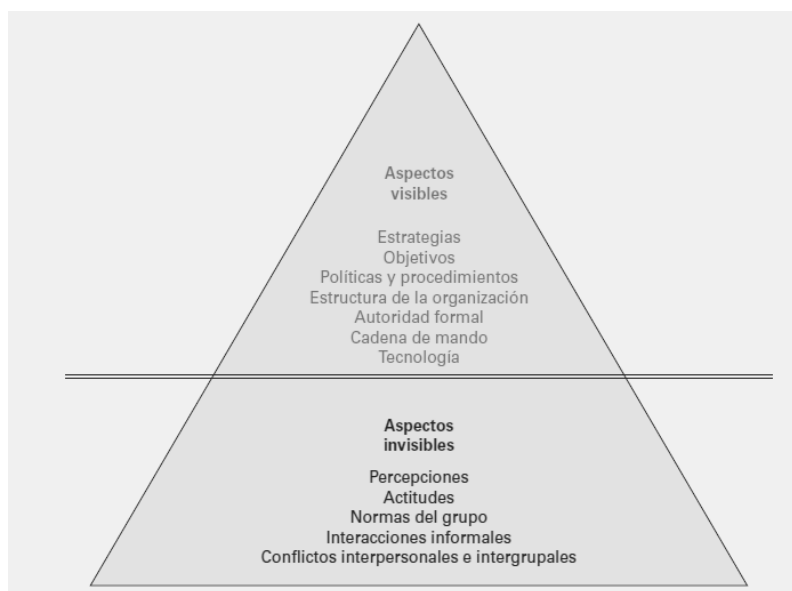 Aspectos
visibles
Estrategias
Objetivos
Políticas y procedimientos
Estructura de la organización
Autoridad formal
Cadena de mando
Tecnología
Aspectos
invisibles
Percepciones
Actitudes
Normas del grupo
Interacciones informales
Conflictos interpersonales e intergrupales